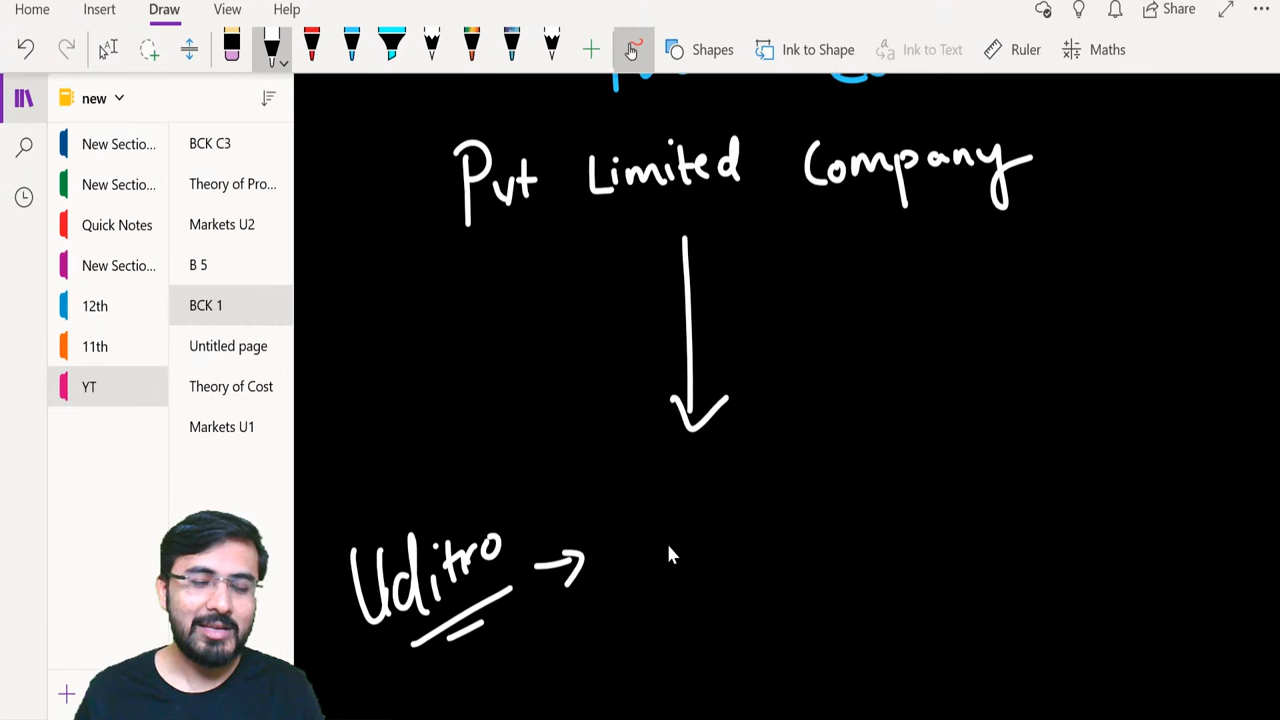 Home Insert Draw View Help Share
Shapes Ink to Shape Ink to Text Ruler Maths
new
New Sectio... BCK C3
New Sectio... Theory of Pro...
Quick Notes Markets U2
New Sectio... B 5
12th BCK 1
11th Untitled page
YT Theory of Cost
Markets U1
Pvt Limited Company
Uditro →